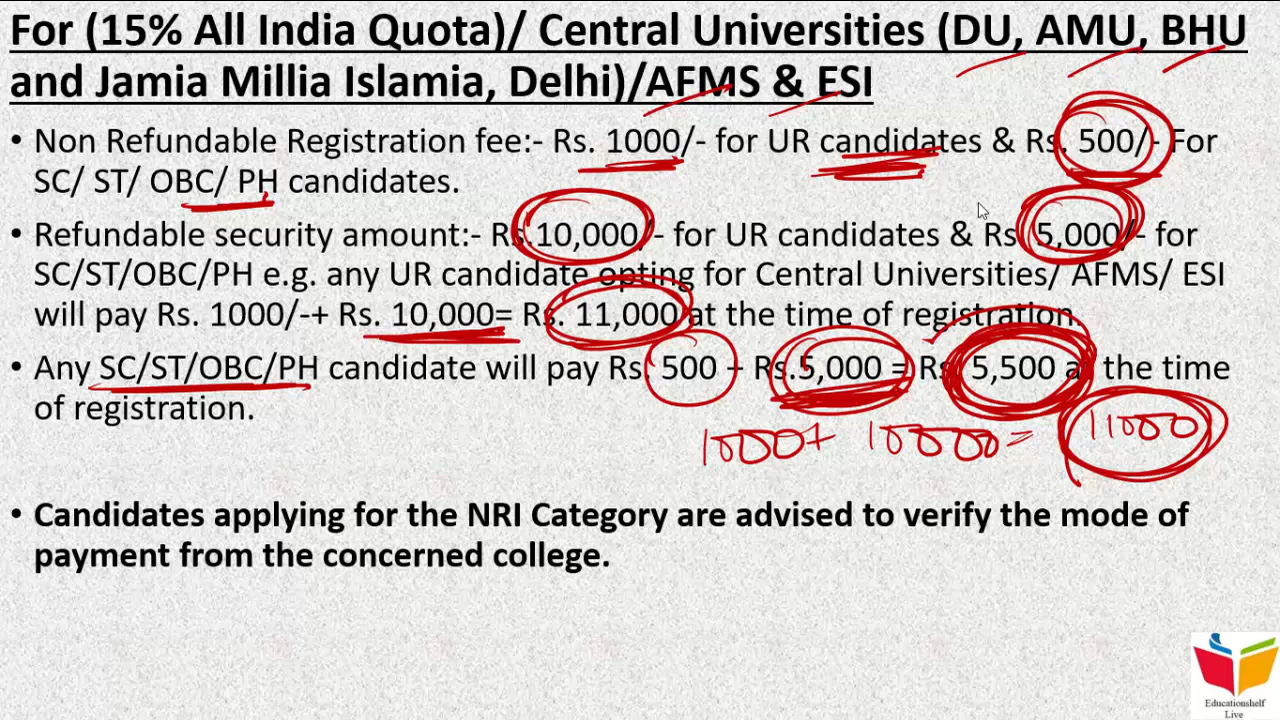 For (15% All India Quota)/ Central Universities (DU, AMU, BHU
and Jamia Millia Islamia, Delhi)/AFMS & ESI
• Non Refundable Registration fee:- Rs. 1000/- for UR candidates & Rs. 500/- For
SC/ ST/ OBC/ PH candidates.
• Refundable security amount:- Rs.10,000/- for UR candidates & Rs. 5,000/- for
SC/ST/OBC/PH e.g. any UR candidate opting for Central Universities/ AFMS/ ESI
will pay Rs. 1000/-+ Rs. 10,000= Rs. 11,000 at the time of registration.
• Any SC/ST/OBC/PH candidate will pay Rs. 500 + Rs.5,000 = Rs. 5,500 at the time
of registration.
1000+ 10000= 11000
• Candidates applying for the NRI Category are advised to verify the mode of
payment from the concerned college.
Educationshelf
Live